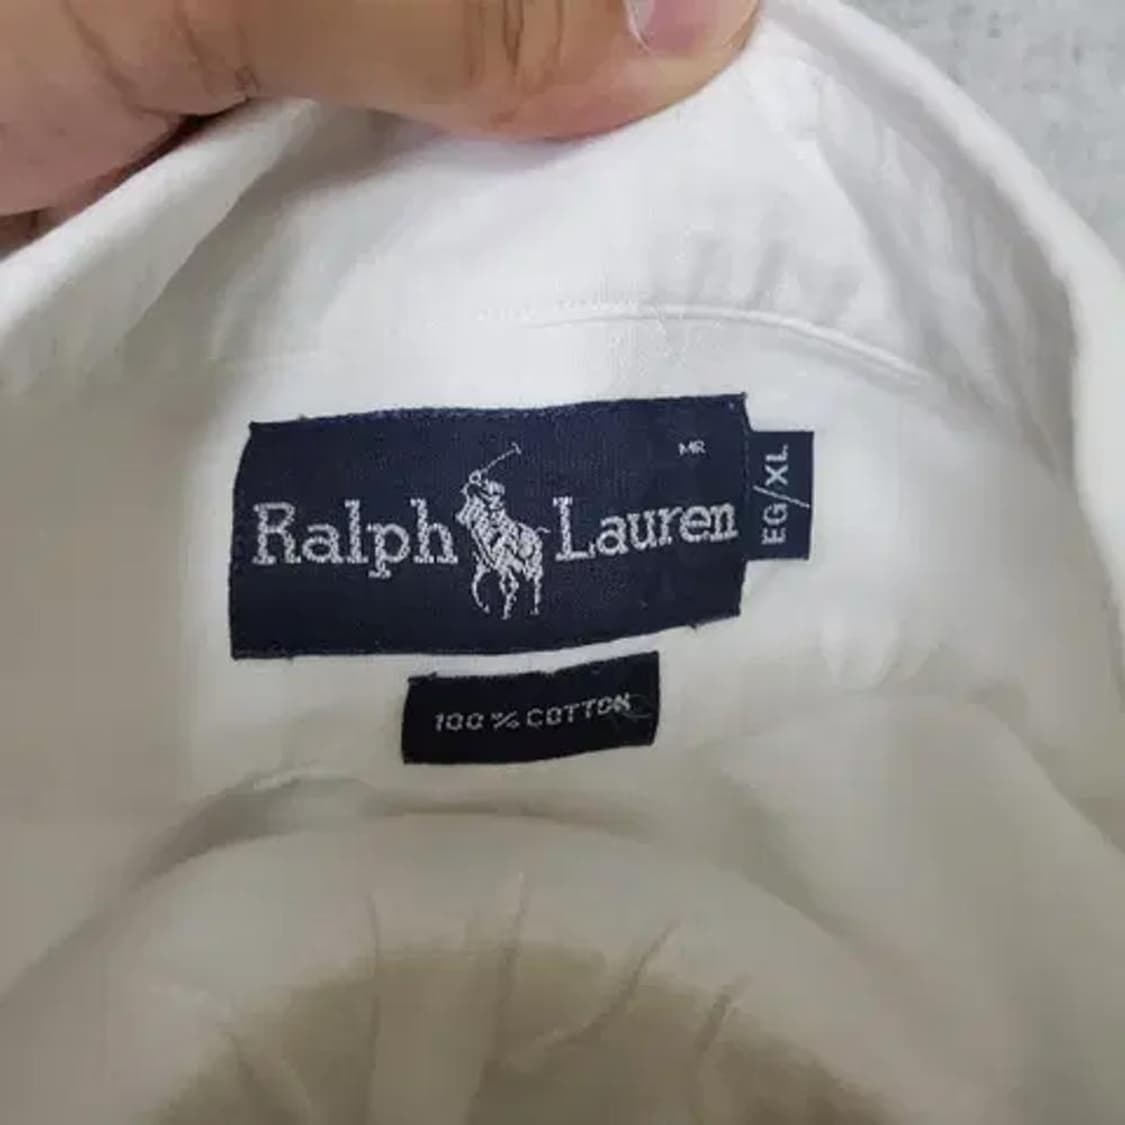 MR
Ralph Lauren
EG/XL
100% COTTON